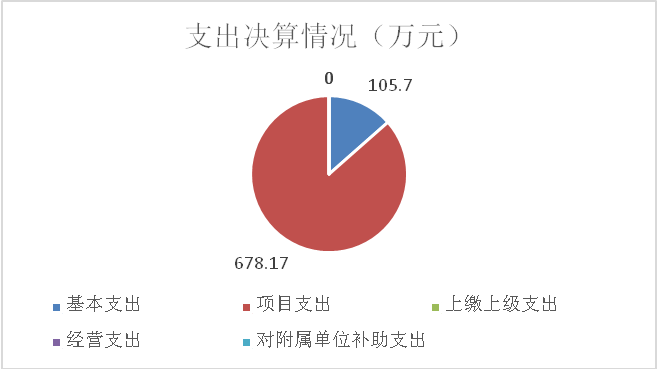 支出决算情况（万元）
0
105.7
678.17
基本支出 项目支出 上缴上级支出
经营支出 对附属单位补助支出